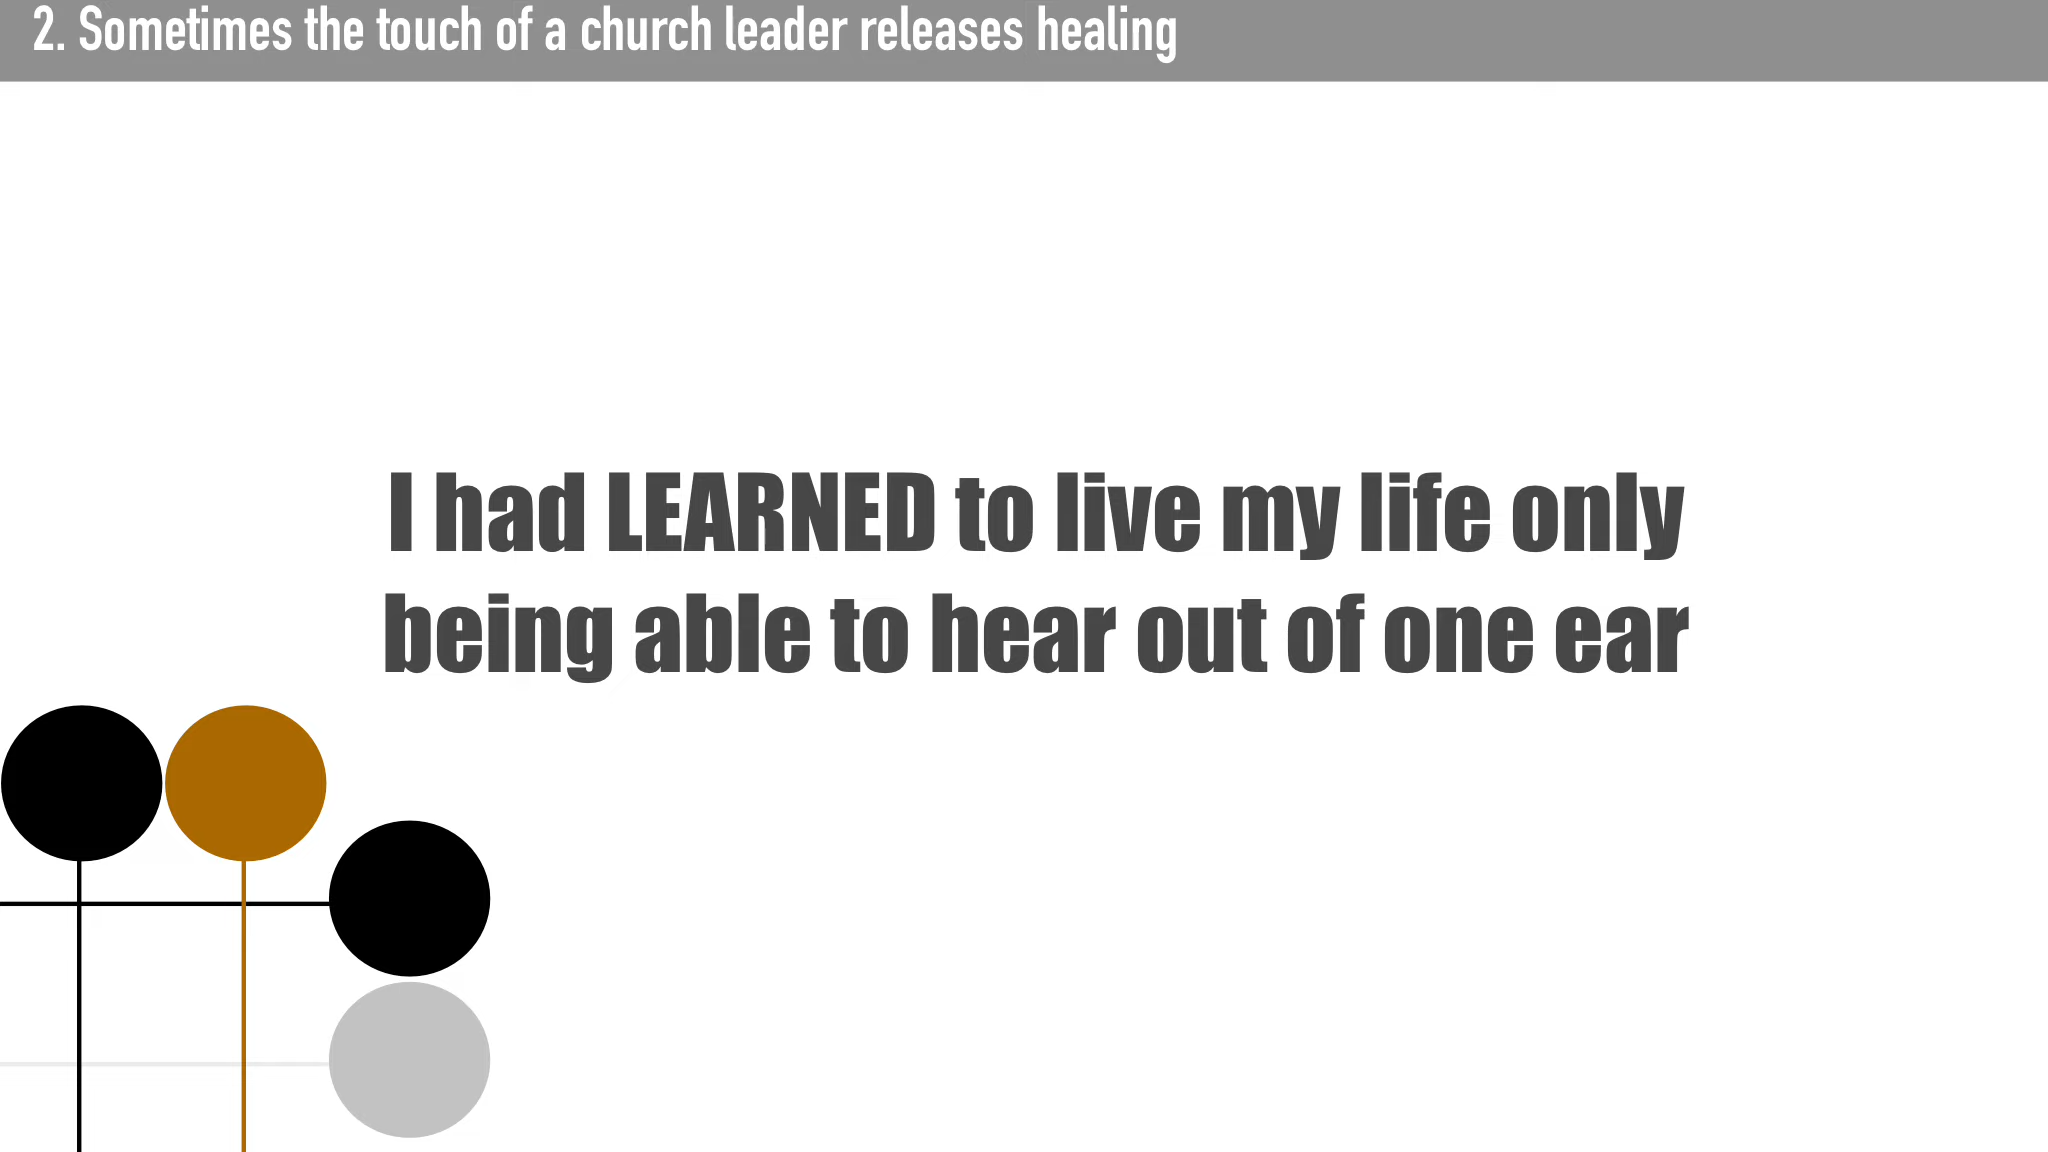 2. Sometimes the touch of a church leader releases healing
I had LEARNED to live my life only
being able to hear out of one ear